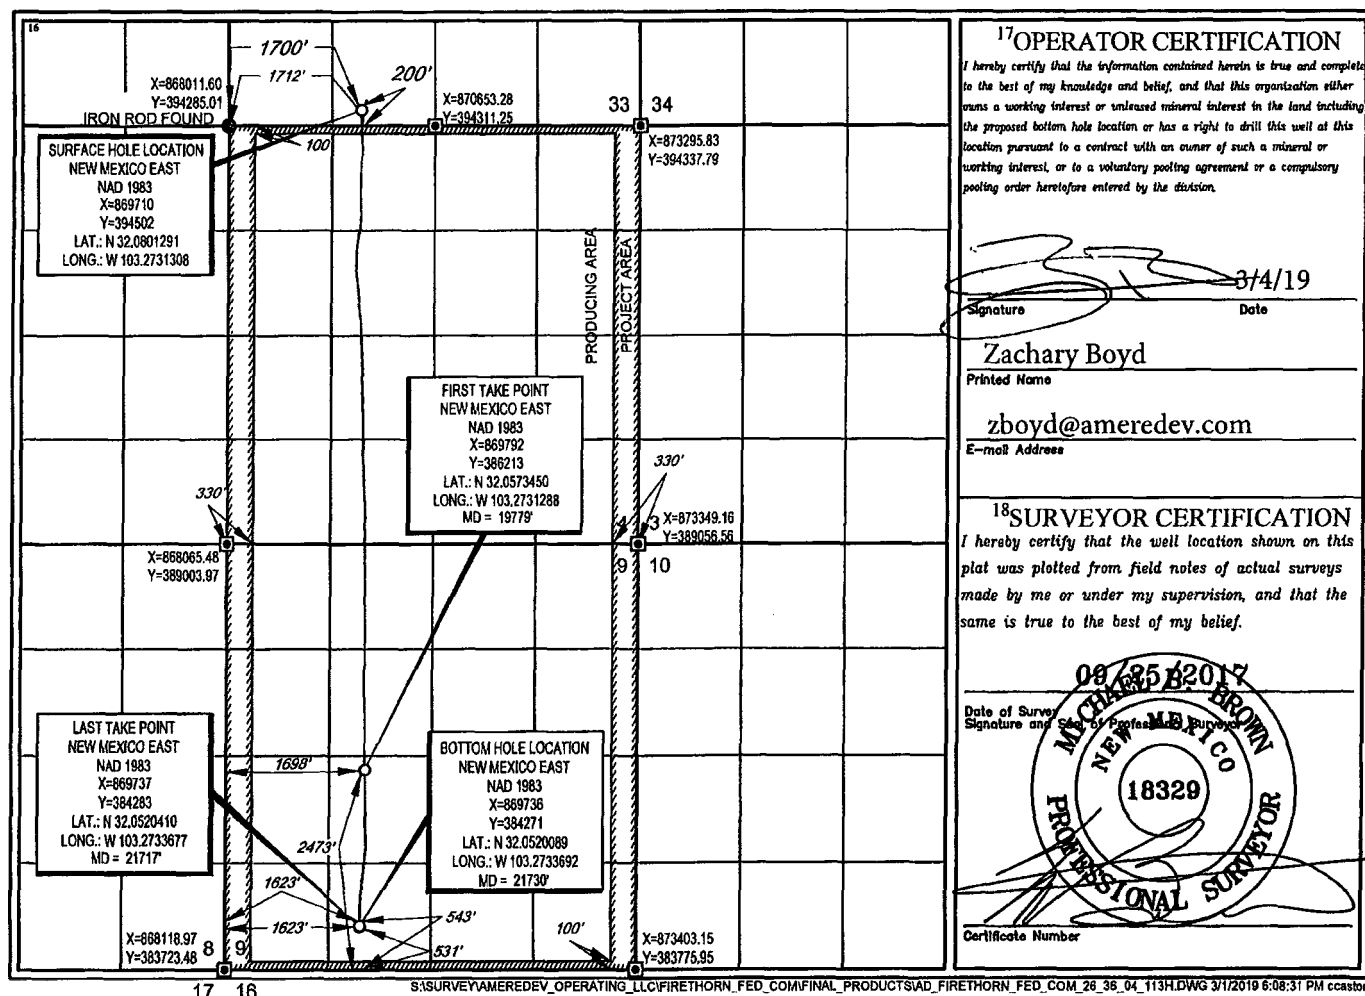 16
1700'
1712'
200'
X=868011.60
Y=394285.01
IRON ROD FOUND
X=870653.28
Y=394311.25
33 34
X=873295.83
Y=394337.79
100'
SURFACE HOLE LOCATION
NEW MEXICO EAST
NAD 1983
X=869710
Y=394502
LAT.: N 32.0801291
LONG.: W 103.2731308
PRODUCING AREA
PROJECT AREA
FIRST TAKE POINT
NEW MEXICO EAST
NAD 1983
X=869792
Y=386213
LAT.: N 32.0573450
LONG.: W 103.2731288
MD = 19779'
330'
330'
4 3
X=873349.16
Y=389056.56
9 10
X=868065.48
Y=389003.97
LAST TAKE POINT
NEW MEXICO EAST
NAD 1983
X=869737
Y=384283
LAT.: N 32.0520410
LONG.: W 103.2733677
MD = 21717'
1698'
BOTTOM HOLE LOCATION
NEW MEXICO EAST
NAD 1983
X=869736
Y=384271
LAT.: N 32.0520089
LONG.: W 103.2733692
MD = 21730'
2473'
1623'
1623'
543'
531'
100'
X=868118.97
Y=383723.48
8 9
17 16
X=873403.15
Y=383775.95
S:\SURVEY\AMEREDEV_OPERATING_LLC\FIRETHORN_FED_COM\FINAL_PRODUCTS\AD_FIRETHORN_FED_COM_26_36_04_113H.DWG 3/1/2019 6:08:31 PM ccaston
17 OPERATOR CERTIFICATION
I hereby certify that the information contained herein is true and complete
to the best of my knowledge and belief, and that this organization either
owns a working interest or unleased mineral interest in the land including
the proposed bottom hole location or has a right to drill this well at this
location pursuant to a contract with an owner of such a mineral or
working interest, or to a voluntary pooling agreement or a compulsory
pooling order heretofore entered by the division.
3/4/19
Signature Date
Zachary Boyd
Printed Name
zboyd@ameredev.com
E-mail Address
18 SURVEYOR CERTIFICATION
I hereby certify that the well location shown on this
plat was plotted from field notes of actual surveys
made by me or under my supervision, and that the
same is true to the best of my belief.
09/25/2017
Date of Survey
Signature and Seal of Professional Surveyor
MICHAEL B. BROWN
NEW MEXICO
18329
PROFESSIONAL SURVEYOR
Certificate Number